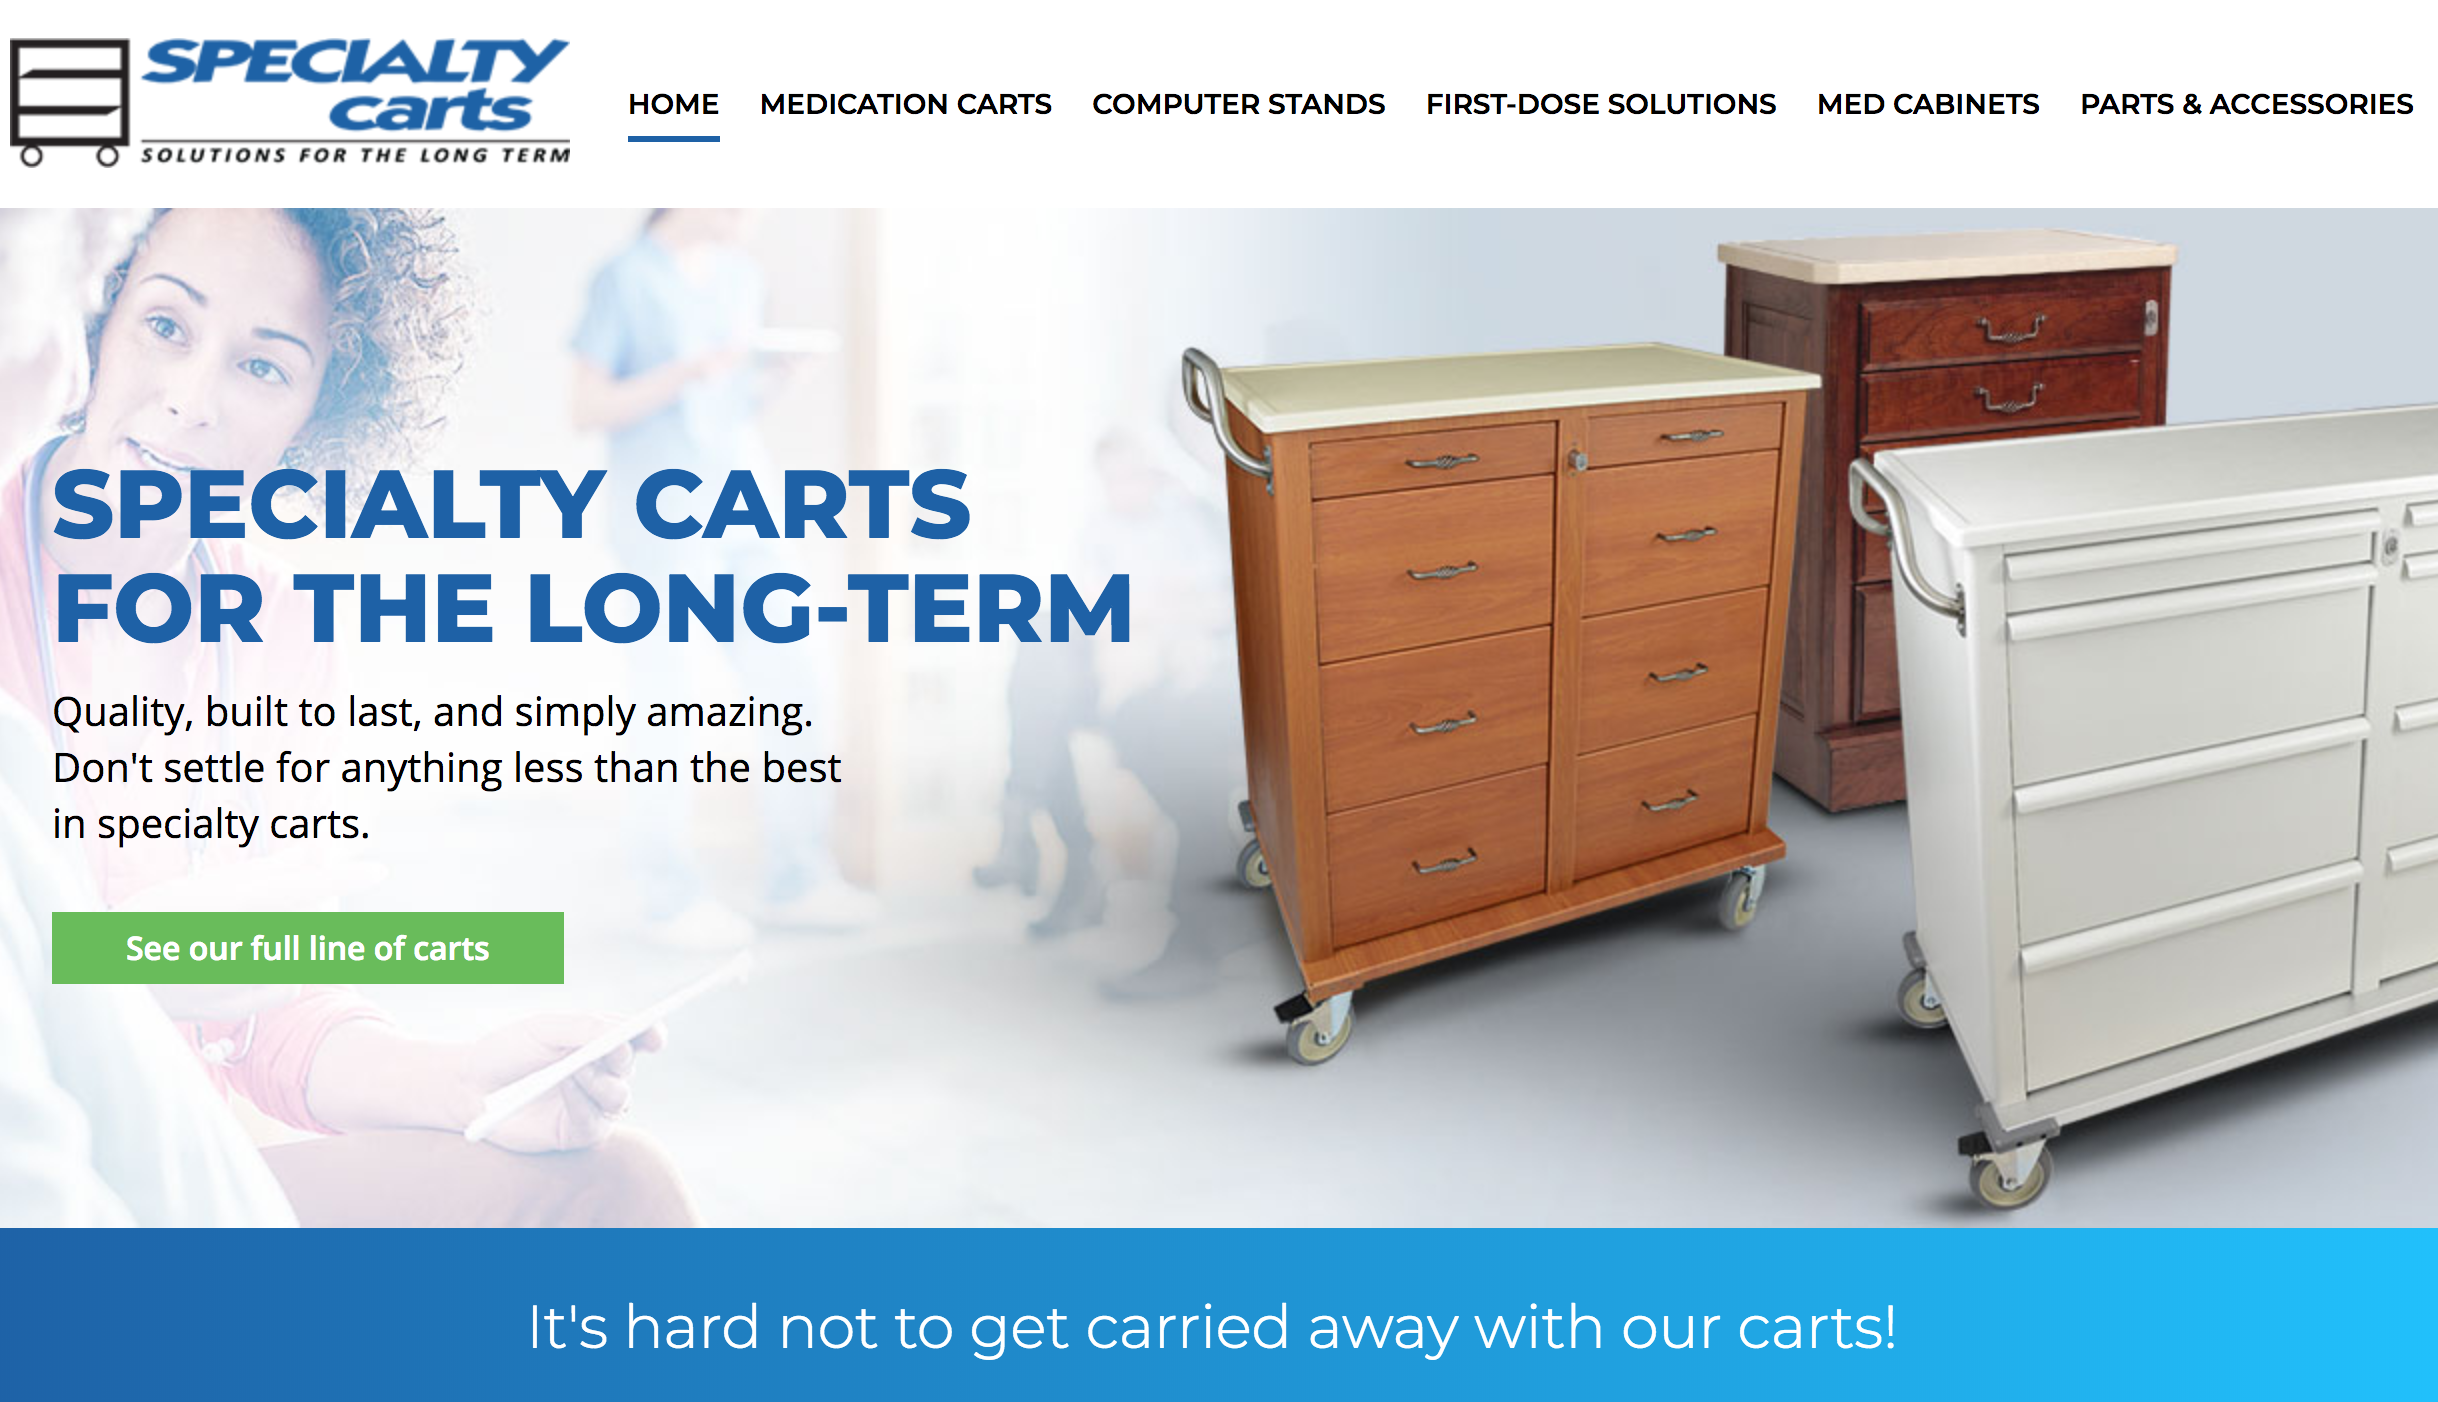 SPECIALTY
carts
SOLUTIONS FOR THE LONG TERM
HOME MEDICATION CARTS COMPUTER STANDS FIRST-DOSE SOLUTIONS MED CABINETS PARTS & ACCESSORIES
SPECIALTY CARTS
FOR THE LONG-TERM
Quality, built to last, and simply amazing.
Don't settle for anything less than the best
in specialty carts.
See our full line of carts
It's hard not to get carried away with our carts!